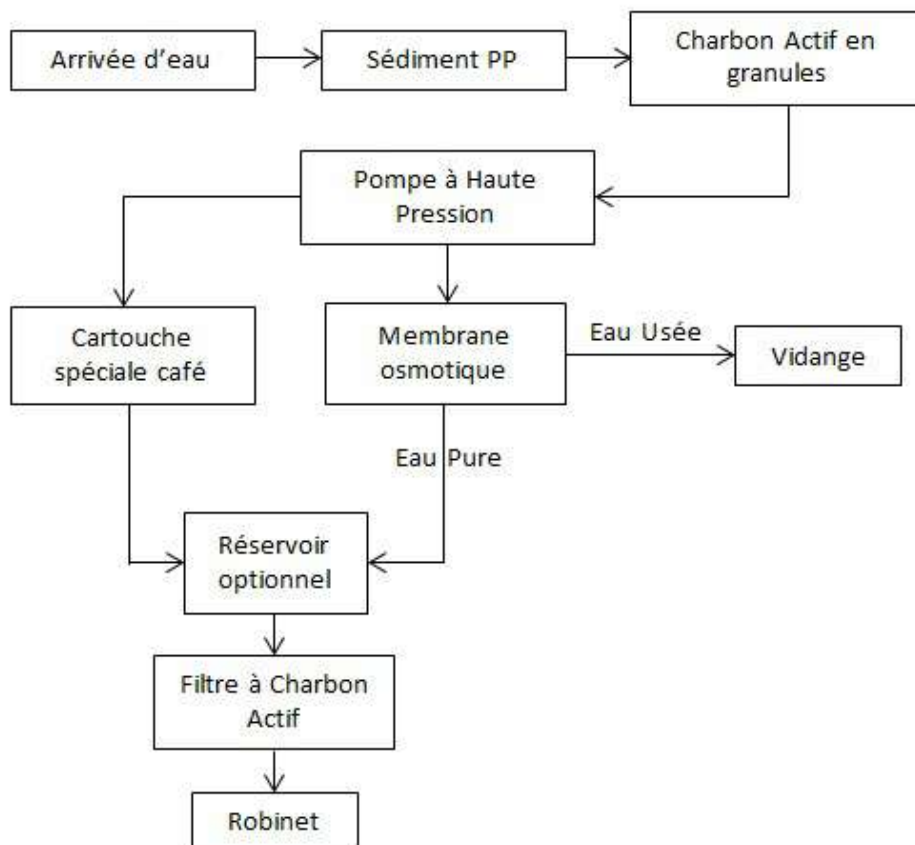 Arrivée d'eau
Sédiment PP
Charbon Actif en
granules
Pompe à Haute
Pression
Cartouche
spéciale café
Membrane
osmotique
Eau Usée
Vidange
Eau Pure
Réservoir
optionnel
Filtre à Charbon
Actif
Robinet